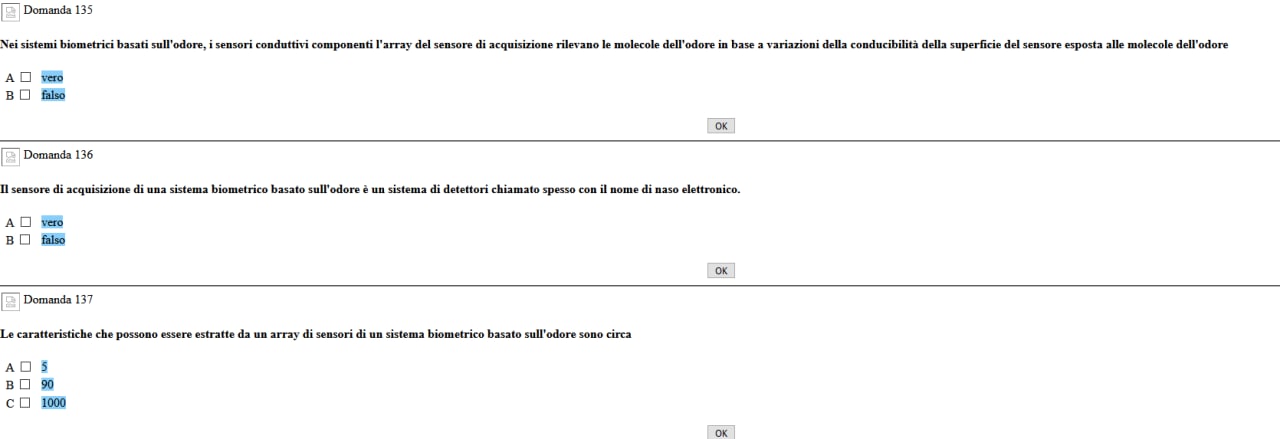 Domanda 135
Nei sistemi biometrici basati sull'odore, i sensori conduttivi componenti l'array del sensore di acquisizione rilevano le molecole dell'odore in base a variazioni della conducibilità della superficie del sensore esposta alle molecole dell'odore
A vero
B falso
OK
Domanda 136
Il sensore di acquisizione di una sistema biometrico basato sull'odore è un sistema di detettori chiamato spesso con il nome di naso elettronico.
A vero
B falso
OK
Domanda 137
Le caratteristiche che possono essere estratte da un array di sensori di un sistema biometrico basato sull'odore sono circa
A 5
B 90
C 1000
OK